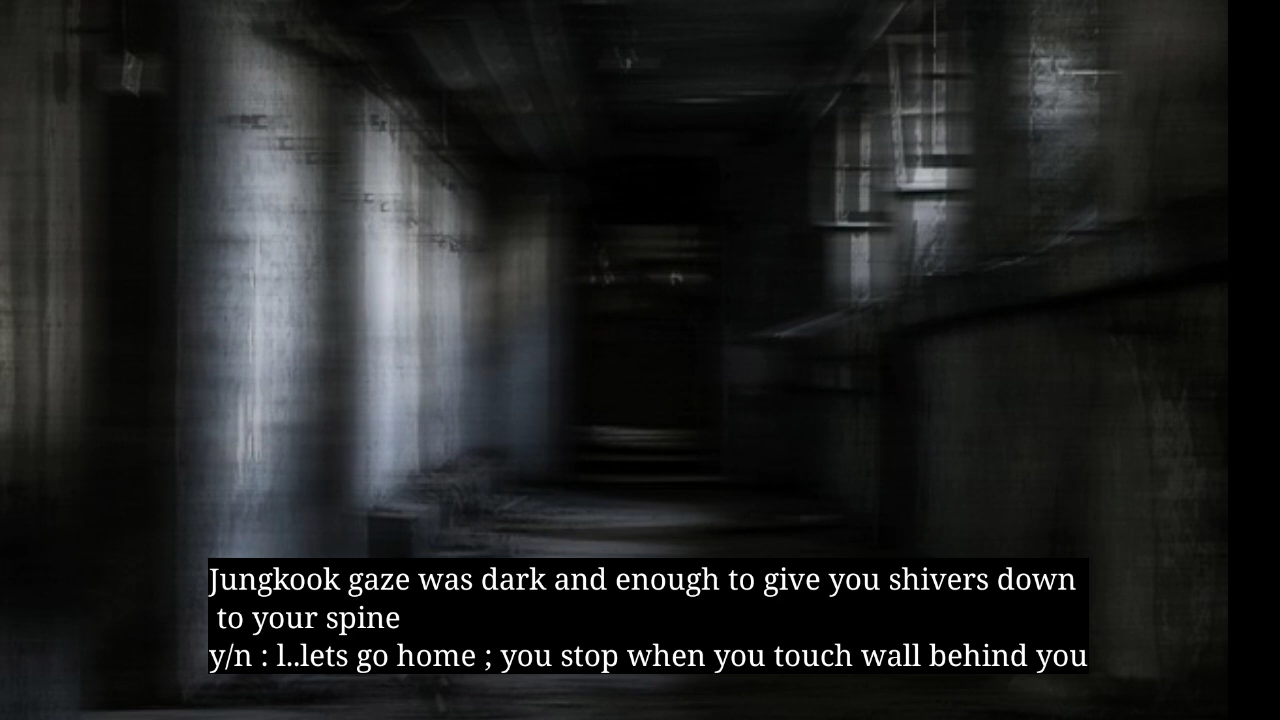 Jungkook gaze was dark and enough to give you shivers down
to your spine
y/n : l..lets go home ; you stop when you touch wall behind you